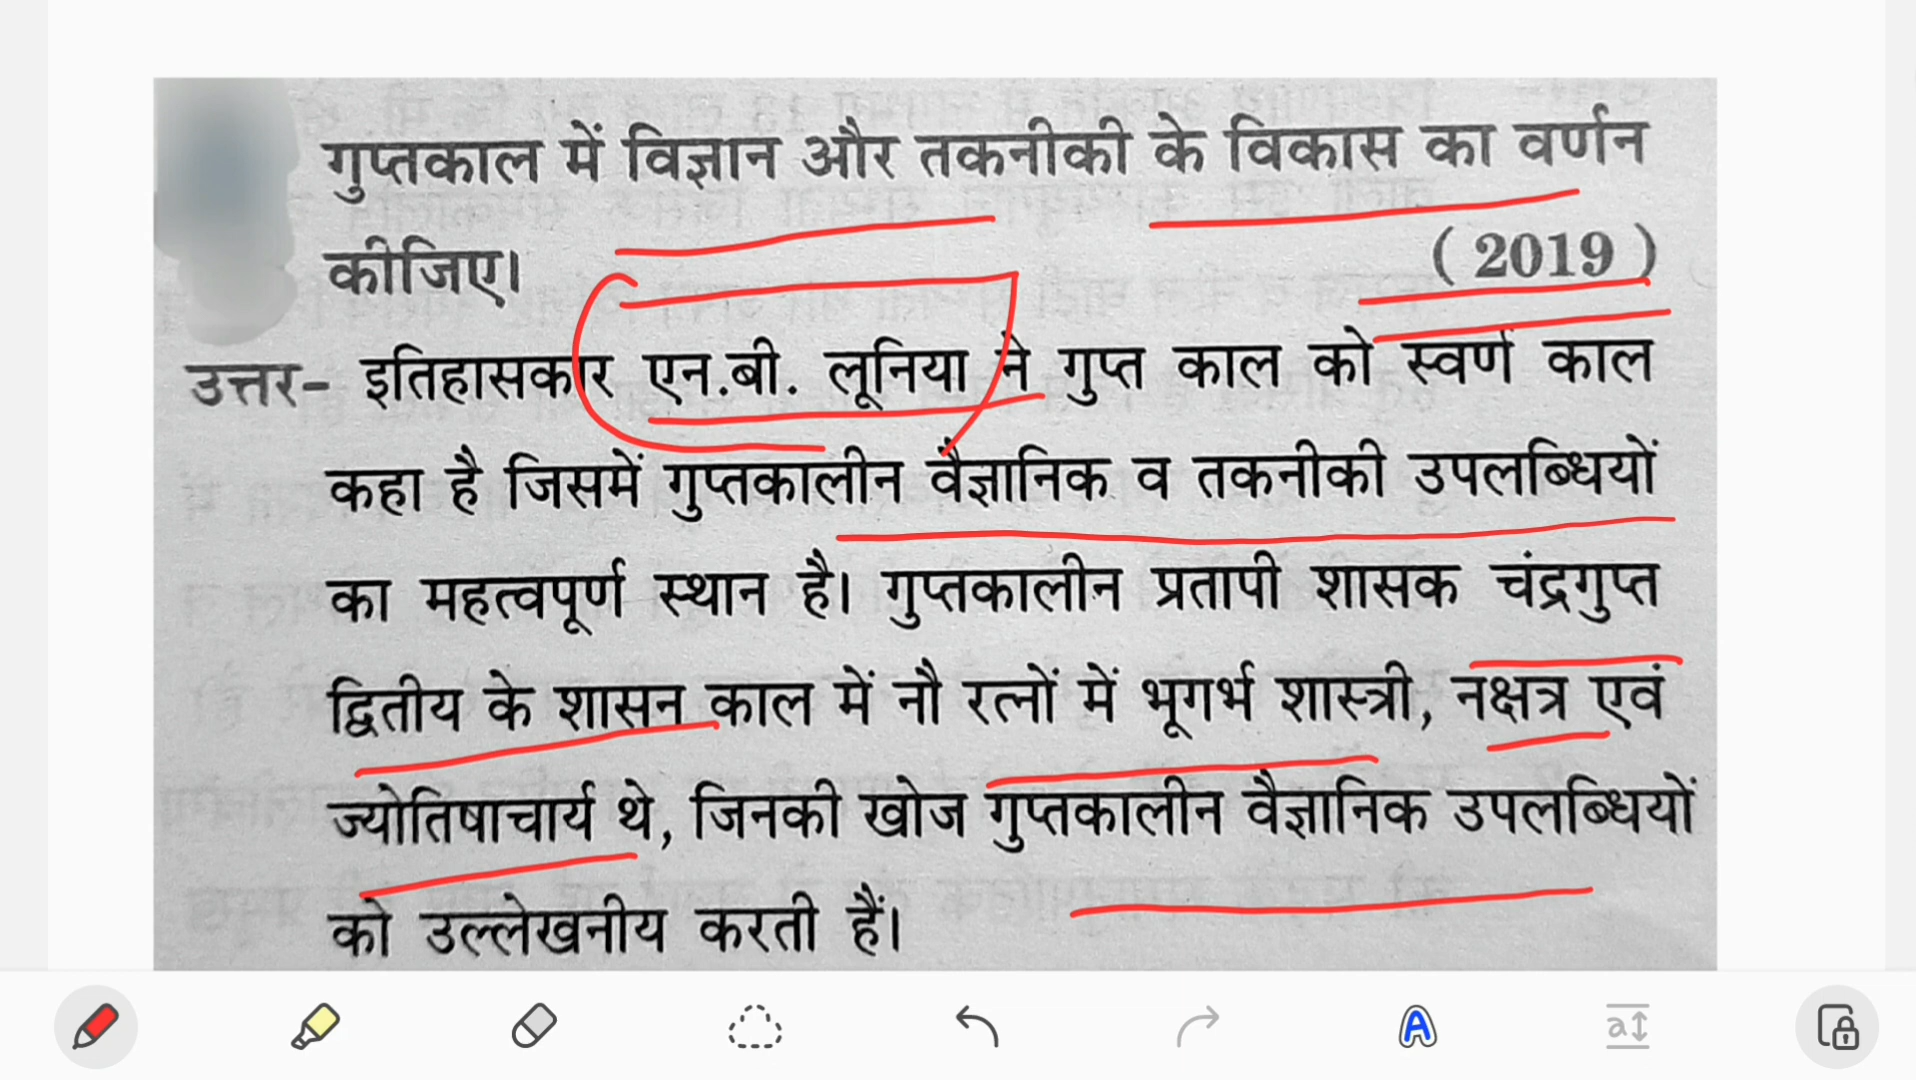 गुप्तकाल में विज्ञान और तकनीकी के विकास का वर्णन
कीजिए। ( 2019 )
उत्तर- इतिहासकार एन.बी. लूनिया ने गुप्त काल को स्वर्ण काल
कहा है जिसमें गुप्तकालीन वैज्ञानिक व तकनीकी उपलब्धियों
का महत्वपूर्ण स्थान है। गुप्तकालीन प्रतापी शासक चंद्रगुप्त
द्वितीय के शासन काल में नौ रत्नों में भूगर्भ शास्त्री, नक्षत्र एवं
ज्योतिषाचार्य थे, जिनकी खोज गुप्तकालीन वैज्ञानिक उपलब्धियों
को उल्लेखनीय करती हैं।
A
a